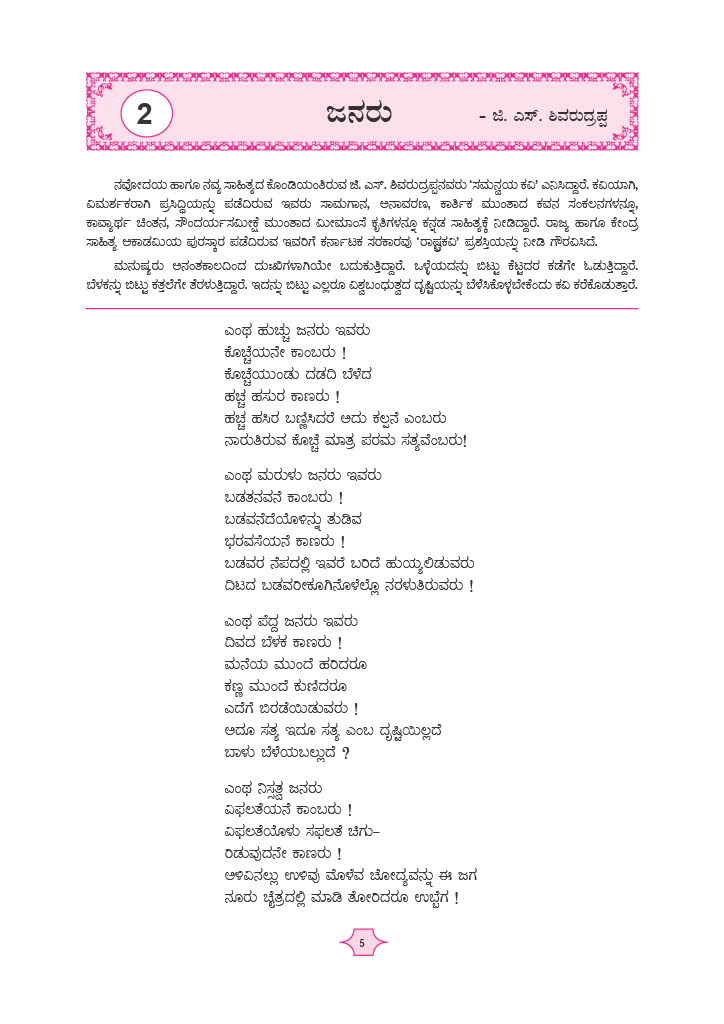 2
ಜನರು
- ಜಿ. ಎಸ್. ಶಿವರುದ್ರಪ್ಪ
ನವೋದಯ ಹಾಗೂ ನವ್ಯ ಸಾಹಿತ್ಯದ ಕೊಂಡಿಯಂತಿರುವ ಜಿ. ಎಸ್. ಶಿವರುದ್ರಪ್ಪನವರು ‘ಸಮನ್ವಯ ಕವಿ’ ಎನಿಸಿದ್ದಾರೆ. ಕವಿಯಾಗಿ,
ವಿಮರ್ಶಕರಾಗಿ ಪ್ರಸಿದ್ಧಿಯನ್ನು ಪಡೆದಿರುವ ಇವರು ಸಾಮಗಾನ, ಅನಾವರಣ, ಕಾರ್ತಿಕ ಮುಂತಾದ ಕವನ ಸಂಕಲನಗಳನ್ನೂ,
ಕಾವ್ಯಾರ್ಥ ಚಿಂತನ, ಸೌಂದರ್ಯಸಮೀಕ್ಷೆ ಮುಂತಾದ ಮೀಮಾಂಸೆ ಕೃತಿಗಳನ್ನೂ ಕನ್ನಡ ಸಾಹಿತ್ಯಕ್ಕೆ ನೀಡಿದ್ದಾರೆ. ರಾಜ್ಯ ಹಾಗೂ ಕೇಂದ್ರ
ಸಾಹಿತ್ಯ ಅಕಾಡಮಿಯ ಪುರಸ್ಕಾರ ಪಡೆದಿರುವ ಇವರಿಗೆ ಕರ್ನಾಟಕ ಸರಕಾರವು ‘ರಾಷ್ಟ್ರಕವಿ’ ಪ್ರಶಸ್ತಿಯನ್ನು ನೀಡಿ ಗೌರವಿಸಿದೆ.
ಮನುಷ್ಯರು ಅನಂತಕಾಲದಿಂದ ದುಃಖಿಗಳಾಗಿಯೇ ಬದುಕುತ್ತಿದ್ದಾರೆ. ಒಳ್ಳೆಯದನ್ನು ಬಿಟ್ಟು ಕೆಟ್ಟದರ ಕಡೆಗೇ ಓಡುತ್ತಿದ್ದಾರೆ.
ಬೆಳಕನ್ನು ಬಿಟ್ಟು ಕತ್ತಲೆಗೇ ತೆರಳುತ್ತಿದ್ದಾರೆ. ಇದನ್ನು ಬಿಟ್ಟು ಎಲ್ಲರೂ ವಿಶ್ವಬಂಧುತ್ವದ ದೃಷ್ಟಿಯನ್ನು ಬೆಳೆಸಿಕೊಳ್ಳಬೇಕೆಂದು ಕವಿ ಕರೆಕೊಡುತ್ತಾರೆ.
ಎಂಥ ಹುಚ್ಚು ಜನರು ಇವರು
ಕೊಚ್ಚೆಯನೇ ಕಾಂಬರು !
ಕೊಚ್ಚೆಯುಂಡು ದಡದಿ ಬೆಳೆದ
ಹಚ್ಚ ಹಸುರ ಕಾಣರು !
ಹಚ್ಚ ಹಸಿರ ಬಣ್ಣಿಸಿದರೆ ಅದು ಕಲ್ಪನೆ ಎಂಬರು
ನಾರುತಿರುವ ಕೊಚ್ಚೆ ಮಾತ್ರ ಪರಮ ಸತ್ಯವೆಂಬರು!
ಎಂಥ ಮರುಳು ಜನರು ಇವರು
ಬಡತನವನೆ ಕಾಂಬರು !
ಬಡವನೆದೆಯೊಳಿನ್ನು ತುಡಿವ
ಭರವಸೆಯನೆ ಕಾಣರು !
ಬಡವರ ನೆಪದಲ್ಲಿ ಇವರೆ ಬರಿದೆ ಹುಯ್ಯಲಿಡುವರು
ದಿಟದ ಬಡವರೀಕೂಗಿನೊಳೆಲ್ಲೊ ನರಳುತಿರುವರು !
ಎಂಥ ಪೆದ್ದ ಜನರು ಇವರು
ದಿವದ ಬೆಳಕ ಕಾಣರು !
ಮನೆಯ ಮುಂದೆ ಹರಿದರೂ
ಕಣ್ಣ ಮುಂದೆ ಕುಣಿದರೂ
ಎದೆಗೆ ಬಿರಡೆಯಿಡುವರು !
ಅದೂ ಸತ್ಯ ಇದೂ ಸತ್ಯ ಎಂಬ ದೃಷ್ಟಿಯಿಲ್ಲದೆ
ಬಾಳು ಬೆಳೆಯಬಲ್ಲುದೆ ?
ಎಂಥ ನಿಸ್ಸತ್ವ ಜನರು
ವಿಫಲತೆಯನೆ ಕಾಂಬರು !
ವಿಫಲತೆಯೊಳು ಸಫಲತೆ ಚಿಗು–
ರಿಡುವುದನೇ ಕಾಣರು !
ಅಳಿವಿನಲ್ಲು ಉಳಿವು ಮೊಳೆವ ಚೋದ್ಯವನ್ನು ಈ ಜಗ
ನೂರು ಚೈತ್ರದಲ್ಲಿ ಮಾಡಿ ತೋರಿದರೂ ಉಬ್ಬೆಗ !
5